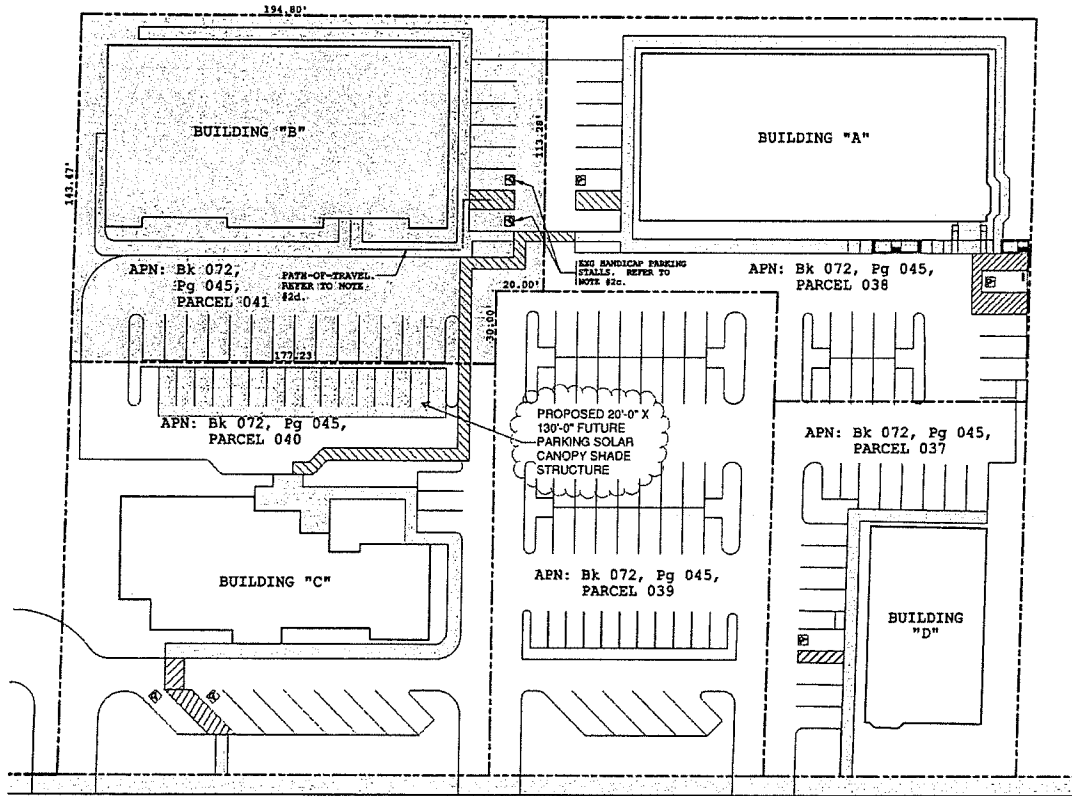 194.80'
BUILDING "B"
BUILDING "A"
113.28'
143.47'
APN: Bk 072,
Pg 045,
PARCEL 041
PATH-OF-TRAVEL.
REFER TO NOTE
#2d.
EXG HANDICAP PARKING
STALLS. REFER TO
NOTE #2c.
20.00'
30.00'
177.23
APN: Bk 072, Pg 045,
PARCEL 038
APN: Bk 072, Pg 045,
PARCEL 040
PROPOSED 20'-0" X
130'-0" FUTURE
PARKING SOLAR
CANOPY SHADE
STRUCTURE
APN: Bk 072, Pg 045,
PARCEL 037
BUILDING "C"
APN: Bk 072, Pg 045,
PARCEL 039
BUILDING
"D"